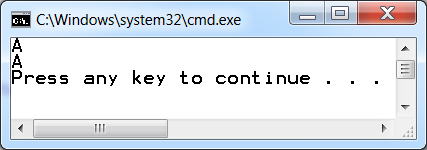 C:\Windows\system32\cmd.exe
A
A
Press any key to continue . . .